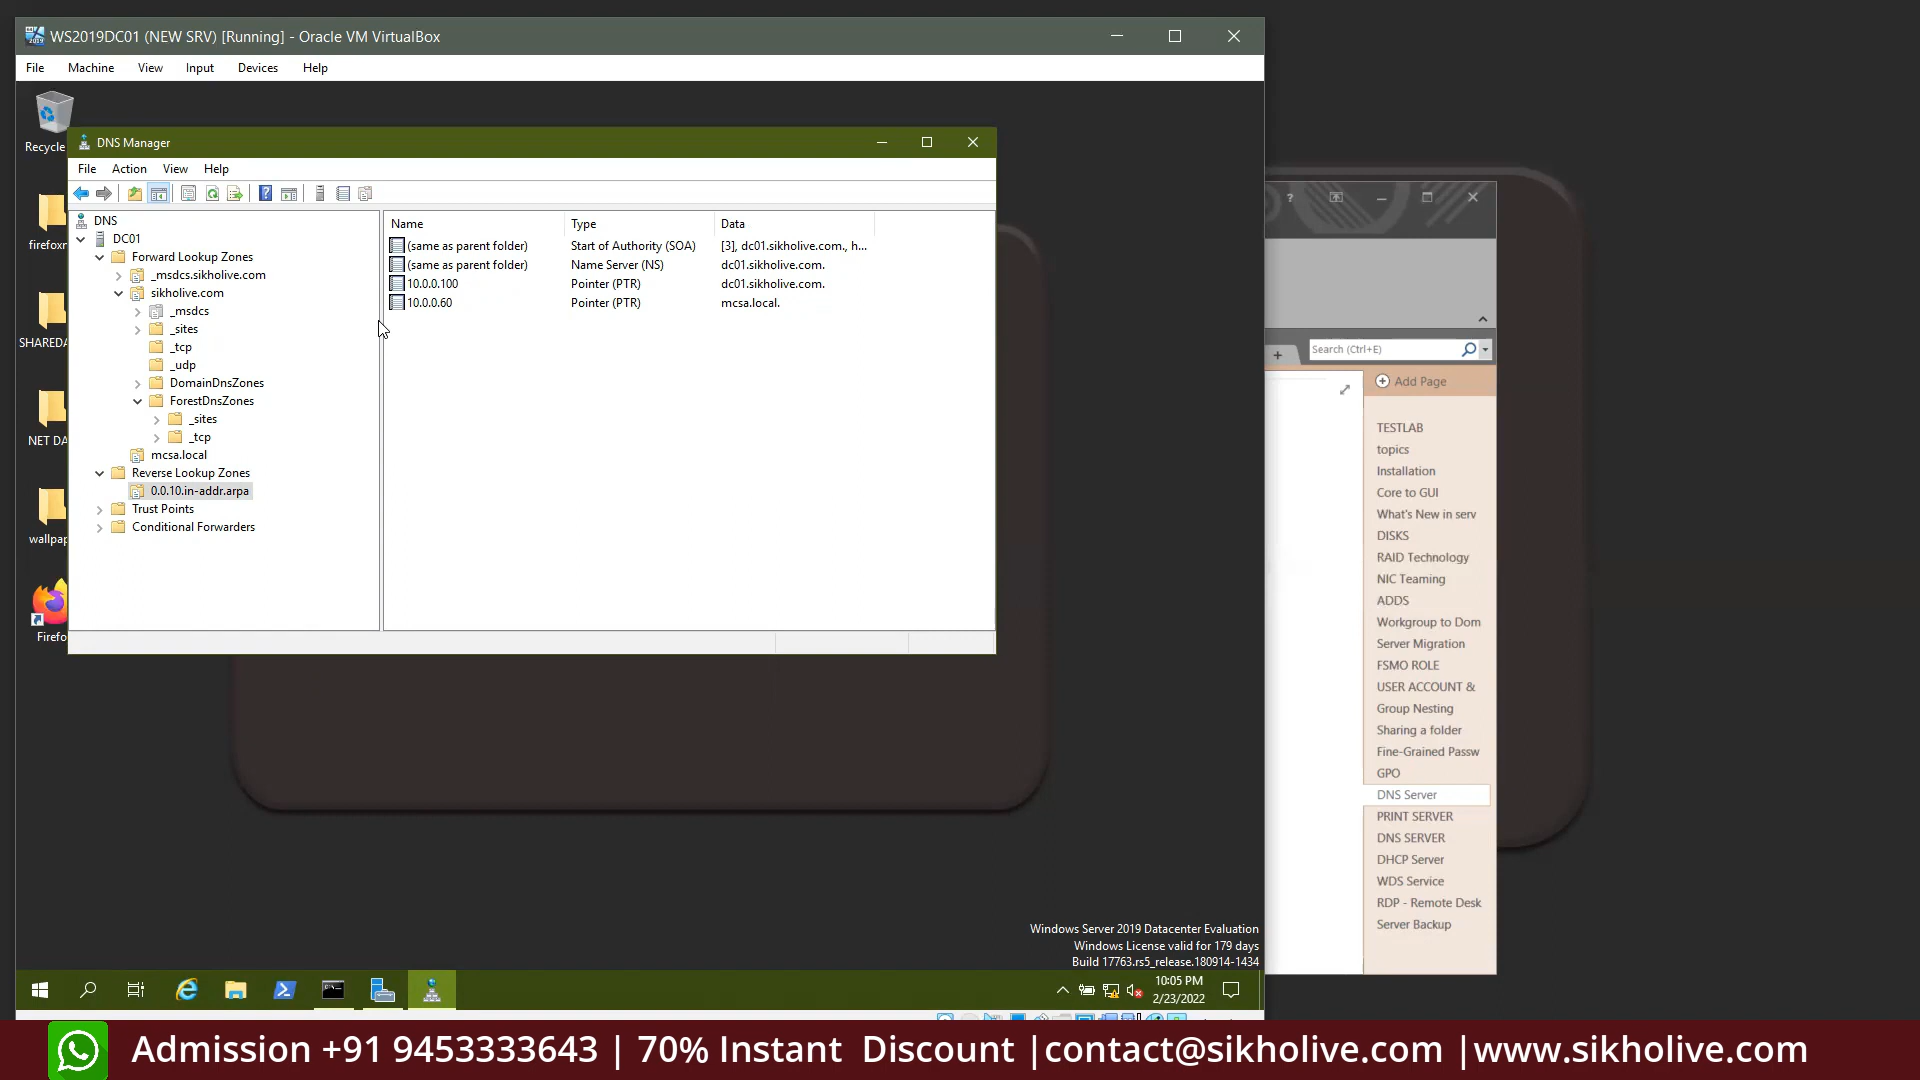 WS2019DC01 (NEW SRV) [Running] - Oracle VM VirtualBox
File Machine View Input Devices Help
Recycle
firefoxr
SHAREDA
NET DA
wallpap
Firefo
DNS Manager
File Action View Help
DNS
DC01
Forward Lookup Zones
_msdcs.sikholive.com
sikholive.com
_msdcs
_sites
_tcp
_udp
DomainDnsZones
ForestDnsZones
_sites
_tcp
mcsa.local
Reverse Lookup Zones
0.0.10.in-addr.arpa
Trust Points
Conditional Forwarders
Name Type Data
(same as parent folder) Start of Authority (SOA) [3], dc01.sikholive.com., h...
(same as parent folder) Name Server (NS) dc01.sikholive.com.
10.0.0.100 Pointer (PTR) dc01.sikholive.com.
10.0.0.60 Pointer (PTR) mcsa.local.
Search (Ctrl+E)
Add Page
TESTLAB
topics
Installation
Core to GUI
What's New in serv
DISKS
RAID Technology
NIC Teaming
ADDS
Workgroup to Dom
Server Migration
FSMO ROLE
USER ACCOUNT &
Group Nesting
Sharing a folder
Fine-Grained Passw
GPO
DNS Server
PRINT SERVER
DNS SERVER
DHCP Server
WDS Service
RDP - Remote Desk
Server Backup
Windows Server 2019 Datacenter Evaluation
Windows License valid for 179 days
Build 17763.rs5_release.180914-1434
10:05 PM
2/23/2022
Admission +91 9453333643 | 70% Instant Discount |contact@sikholive.com |www.sikholive.com